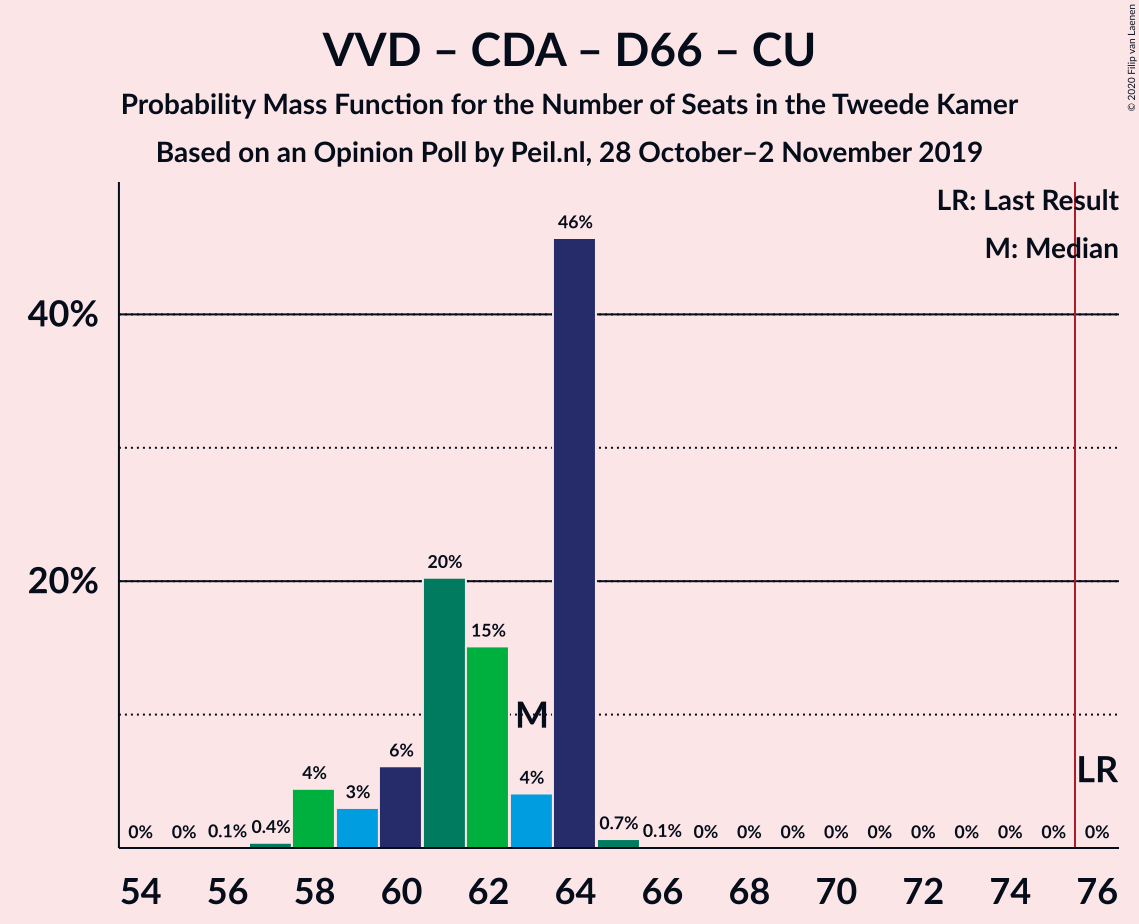 VVD – CDA – D66 – CU
Probability Mass Function for the Number of Seats in the Tweede Kamer
Based on an Opinion Poll by Peil.nl, 28 October–2 November 2019
© 2020 Filip van Laenen
LR: Last Result
M: Median
40%
20%
0% 0% 0.1% 0.4% 4% 3% 6% 20% 15% 4% 46% 0.7% 0.1% 0% 0% 0% 0% 0% 0% 0% 0% 0% 0%
M
LR
54 56 58 60 62 64 66 68 70 72 74 76